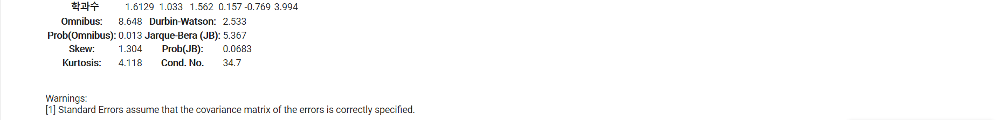 학과수 1.6129 1.033 1.562 0.157 -0.769 3.994
Omnibus: 8.648 Durbin-Watson: 2.533
Prob(Omnibus): 0.013 Jarque-Bera (JB): 5.367
Skew: 1.304 Prob(JB): 0.0683
Kurtosis: 4.118 Cond. No. 34.7
Warnings:
[1] Standard Errors assume that the covariance matrix of the errors is correctly specified.